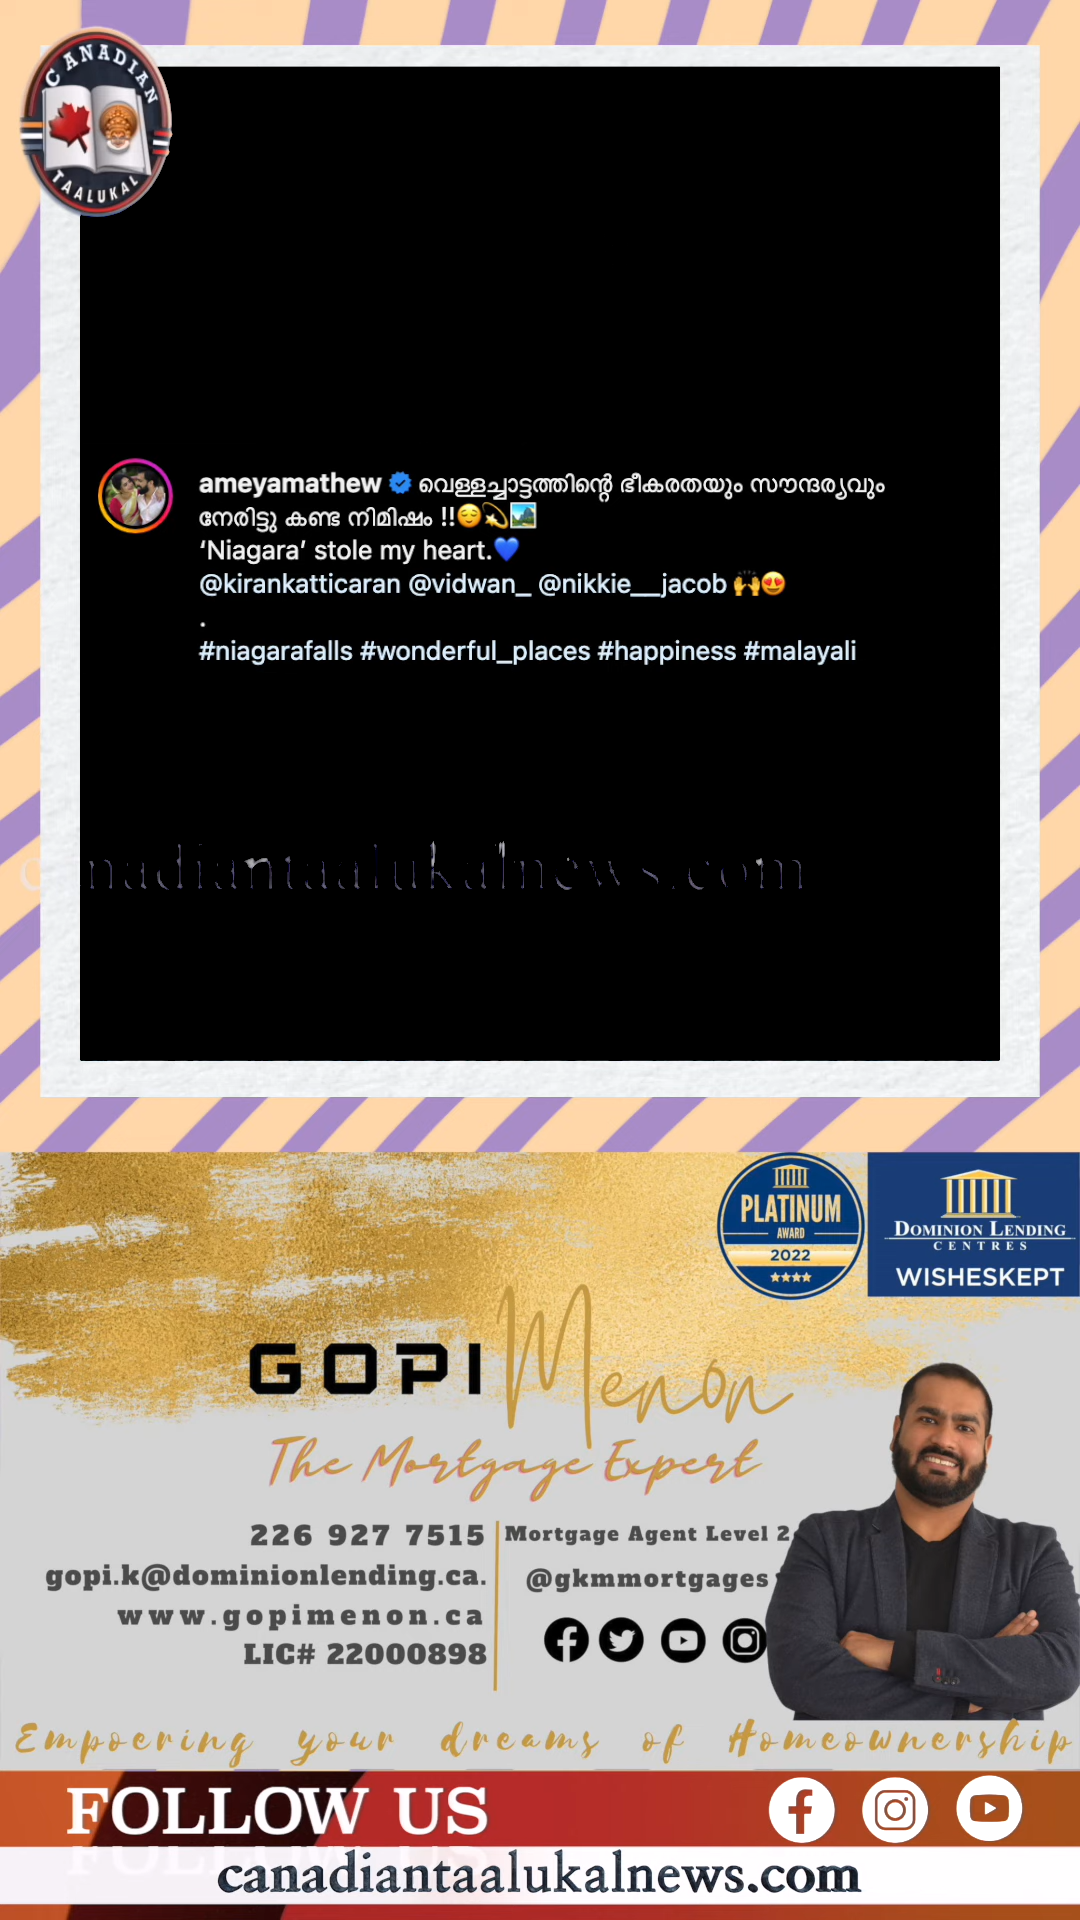 CANADIAN
TAALUKAL
ameyamathew വെള്ളച്ചാട്ടത്തിന്റെ ഭീകരതയും സൗന്ദര്യവും
നേരിട്ടു കണ്ട നിമിഷം !!😌💫🏞️
‘Niagara’ stole my heart.💙
@kirankatticaran @vidwan_ @nikkie__jacob 🙌😍
.
#niagarafalls #wonderful_places #happiness #malayali
canadiantaalukalnews.com
PLATINUM
AWARD
2022
DOMINION LENDING
CENTRES
WISHESKEPT
GOPI Menon
The Mortgage Expert
226 927 7515
gopi.k@dominionlending.ca.
www.gopimenon.ca
LIC# 22000898
Mortgage Agent Level 2
@gkmmortgages
Empoering your dreams of Homeownership
FOLLOW US
canadiantaalukalnews.com